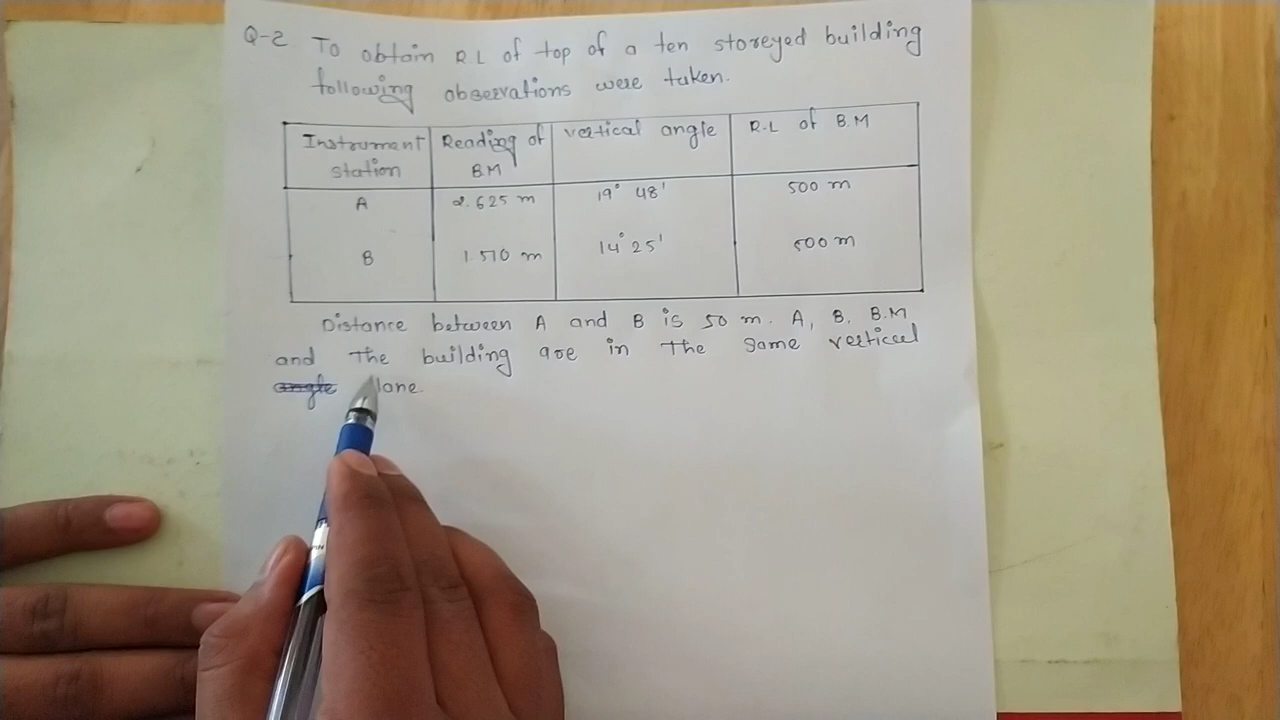 Q-2 To obtain R.L of top of a ten storeyed building
following observations were taken.
Instrument station | Reading of BM | vertical angle | R.L of B.M
A | 2.625 m | 19° 48' | 500 m
B | 1.510 m | 14° 25' | 500 m
Distance between A and B is 50 m. A, B. B.M
and The building are in The same vertical
lane.